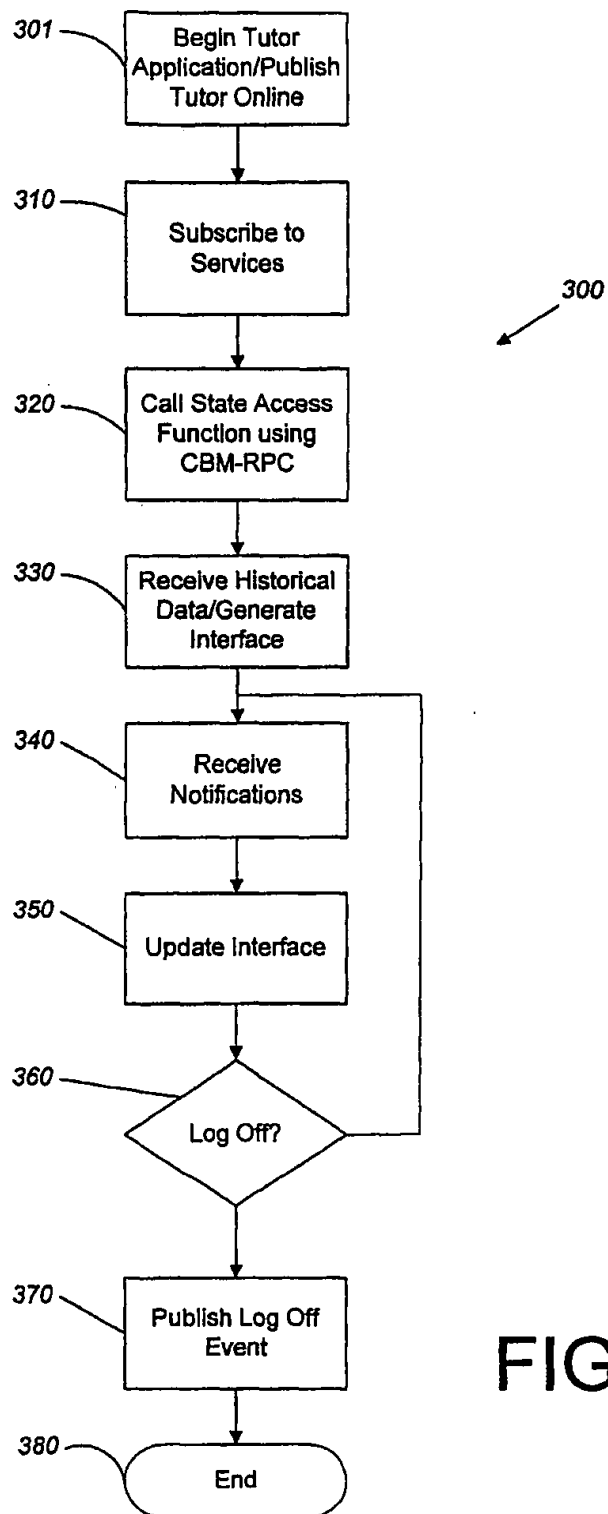 301
Begin Tutor
Application/Publish
Tutor Online
310
Subscribe to
Services
300
320
Call State Access
Function using
CBM-RPC
330
Receive Historical
Data/Generate
Interface
340
Receive
Notifications
350
Update Interface
360
Log Off?
370
Publish Log Off
Event
FIG
380
End